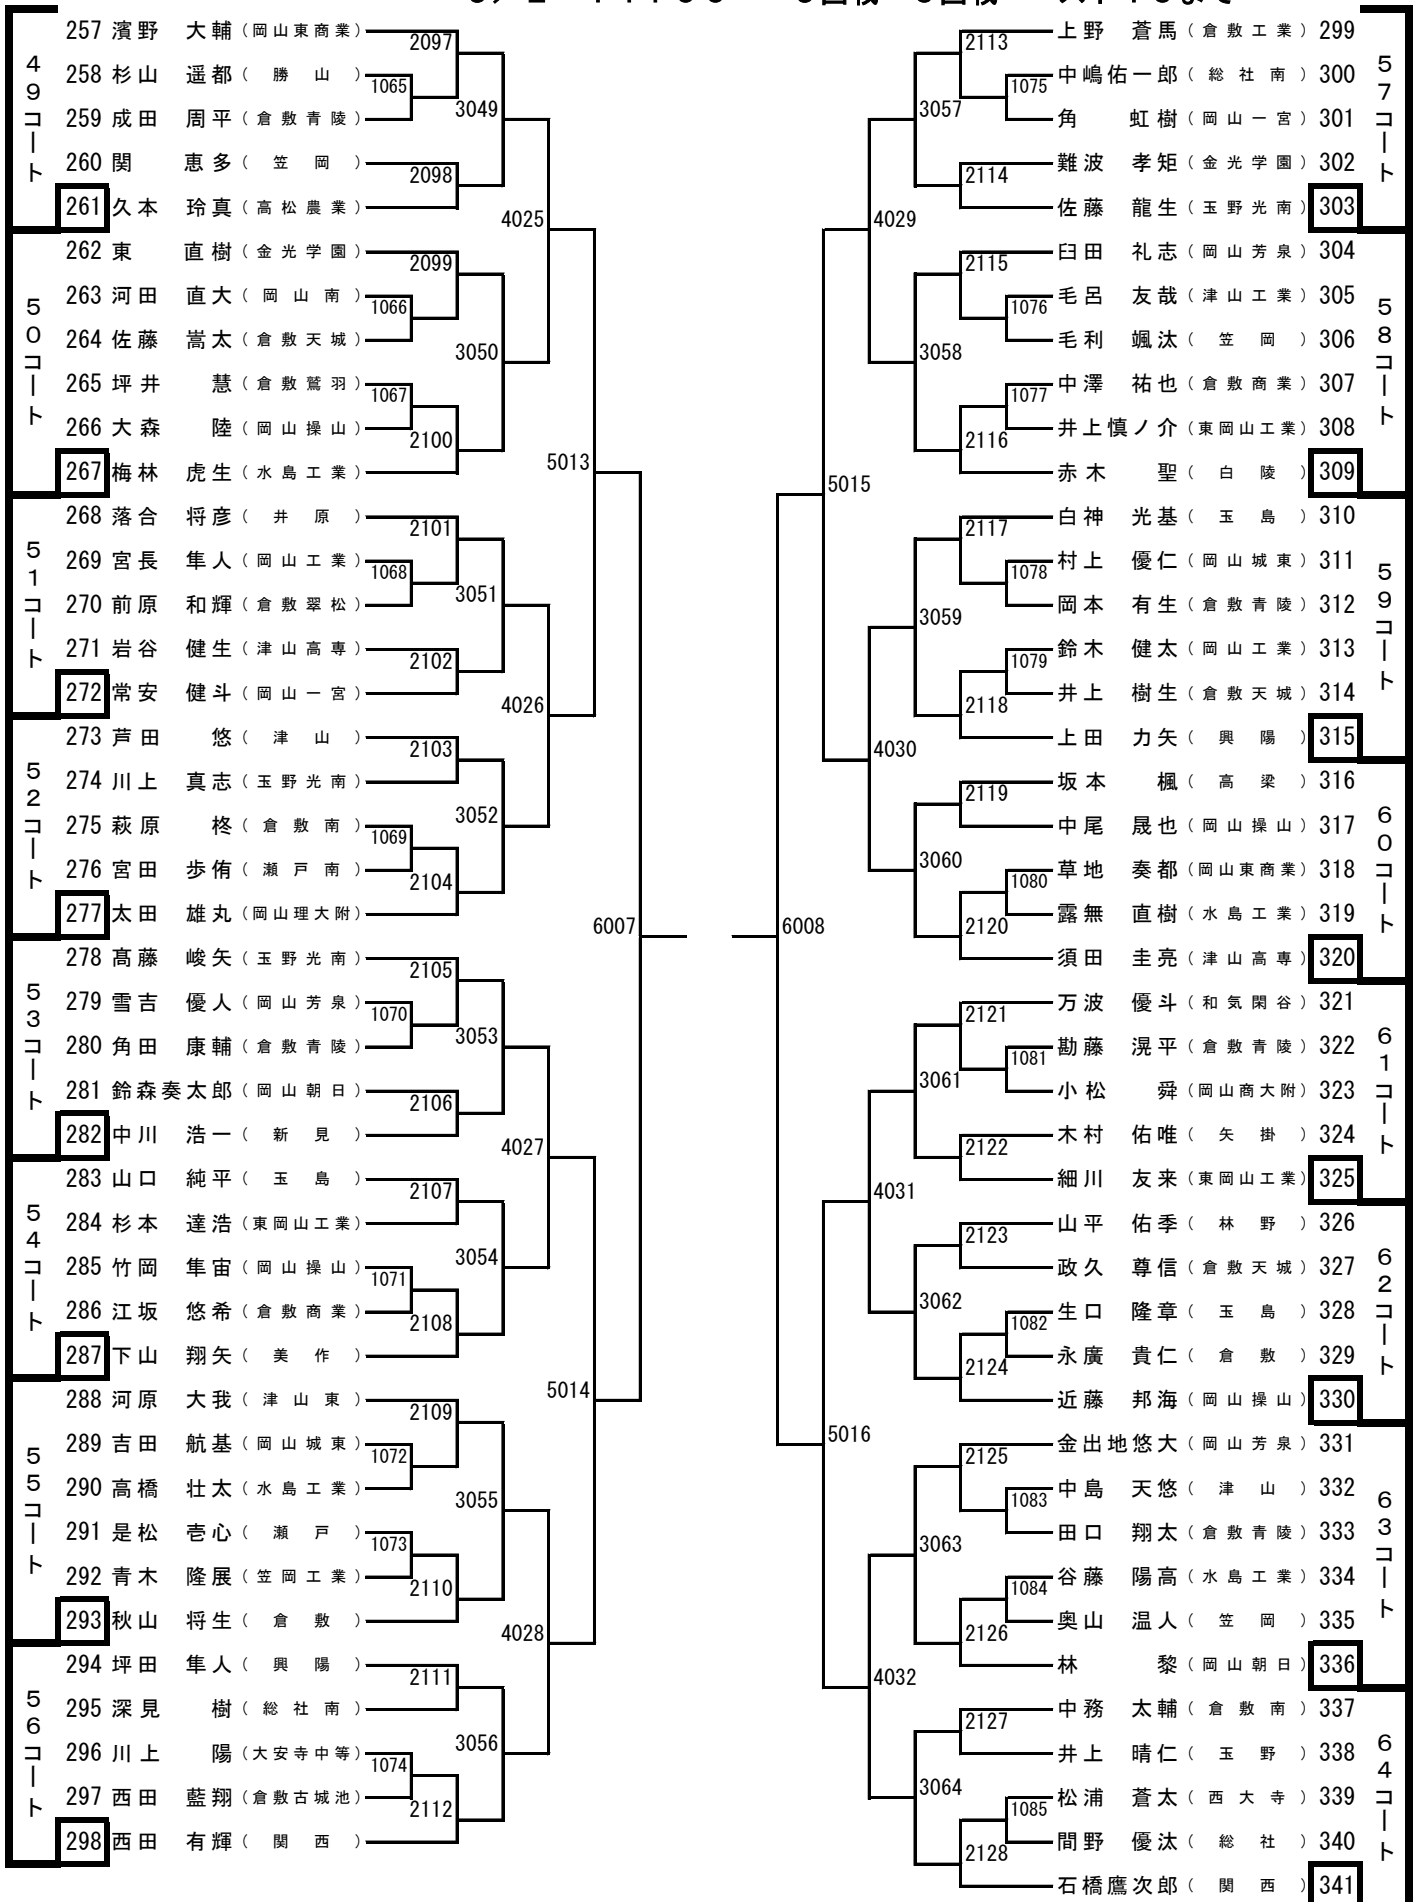 49コート
257 濱野 大輔 (岡山東商業)
2097
258 杉山 遥都 (勝山)
1065
259 成田 周平 (倉敷青陵)
3049
260 関 恵多 (笠岡)
2098
261 久本 玲真 (高松農業)
4025
50コート
262 東 直樹 (金光学園)
2099
263 河田 直大 (岡山南)
1066
264 佐藤 嵩太 (倉敷天城)
3050
265 坪井 慧 (倉敷鷲羽)
1067
266 大森 陸 (岡山操山)
2100
267 梅林 虎生 (水島工業)
5013
51コート
268 落合 将彦 (井原)
2101
269 宮長 隼人 (岡山工業)
1068
270 前原 和輝 (倉敷翠松)
3051
271 岩谷 健生 (津山高専)
2102
272 常安 健斗 (岡山一宮)
4026
52コート
273 芦田 悠 (津山)
2103
274 川上 真志 (玉野光南)
3052
275 萩原 柊 (倉敷南)
1069
276 宮田 歩侑 (瀬戸南)
2104
277 太田 雄丸 (岡山理大附)
6007
53コート
278 髙藤 峻矢 (玉野光南)
2105
279 雪吉 優人 (岡山芳泉)
1070
280 角田 康輔 (倉敷青陵)
3053
281 鈴森奏太郎 (岡山朝日)
2106
282 中川 浩一 (新見)
4027
54コート
283 山口 純平 (玉島)
2107
284 杉本 達浩 (東岡山工業)
3054
285 竹岡 隼宙 (岡山操山)
1071
286 江坂 悠希 (倉敷商業)
2108
287 下山 翔矢 (美作)
5014
55コート
288 河原 大我 (津山東)
2109
289 吉田 航基 (岡山城東)
1072
290 高橋 壮太 (水島工業)
3055
291 是松 壱心 (瀬戸)
1073
292 青木 隆展 (笠岡工業)
2110
293 秋山 将生 (倉敷)
4028
56コート
294 坪田 隼人 (興陽)
2111
295 深見 樹 (総社南)
3056
296 川上 陽 (大安寺中等)
1074
297 西田 藍翔 (倉敷古城池)
2112
298 西田 有輝 (関西)
57コート
2113
上野 蒼馬 (倉敷工業) 299
1075
中嶋佑一郎 (総社南) 300
3057
角 虹樹 (岡山一宮) 301
2114
難波 孝矩 (金光学園) 302
佐藤 龍生 (玉野光南) 303
4029
58コート
2115
臼田 礼志 (岡山芳泉) 304
1076
毛呂 友哉 (津山工業) 305
毛利 颯汰 (笠岡) 306
3058
1077
中澤 祐也 (倉敷商業) 307
2116
井上慎ノ介 (東岡山工業) 308
赤木 聖 (白陵) 309
5015
59コート
2117
白神 光基 (玉島) 310
1078
村上 優仁 (岡山城東) 311
岡本 有生 (倉敷青陵) 312
3059
1079
鈴木 健太 (岡山工業) 313
2118
井上 樹生 (倉敷天城) 314
上田 力矢 (興陽) 315
4030
60コート
2119
坂本 楓 (高梁) 316
中尾 晟也 (岡山操山) 317
3060
1080
草地 奏都 (岡山東商業) 318
2120
露無 直樹 (水島工業) 319
須田 圭亮 (津山高専) 320
6008
61コート
2121
万波 優斗 (和気閑谷) 321
1081
勘藤 滉平 (倉敷青陵) 322
3061
小松 舜 (岡山商大附) 323
2122
木村 佑唯 (矢掛) 324
細川 友来 (東岡山工業) 325
4031
62コート
2123
山平 佑季 (林野) 326
政久 尊信 (倉敷天城) 327
3062
1082
生口 隆章 (玉島) 328
2124
永廣 貴仁 (倉敷) 329
近藤 邦海 (岡山操山) 330
5016
63コート
2125
金出地悠大 (岡山芳泉) 331
1083
中島 天悠 (津山) 332
田口 翔太 (倉敷青陵) 333
3063
1084
谷藤 陽高 (水島工業) 334
2126
奥山 温人 (笠岡) 335
林 黎 (岡山朝日) 336
4032
64コート
2127
中務 太輔 (倉敷南) 337
井上 晴仁 (玉野) 338
3064
1085
松浦 蒼太 (西大寺) 339
2128
間野 優汰 (総社) 340
石橋鷹次郎 (関西) 341